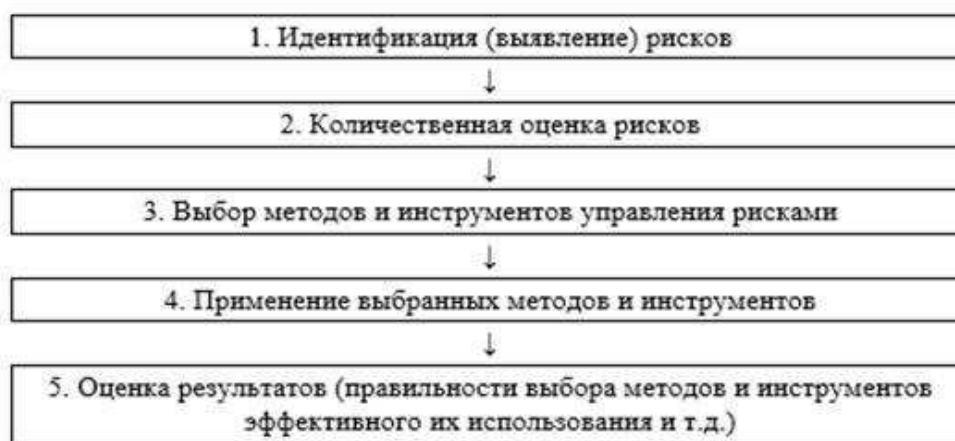 1. Идентификация (выявление) рисков
↓
2. Количественная оценка рисков
↓
3. Выбор методов и инструментов управления рисками
↓
4. Применение выбранных методов и инструментов
↓
5. Оценка результатов (правильности выбора методов и инструментов
эффективного их использования и т.д.)